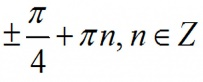 ± π/4 + πn, n ∈ Z